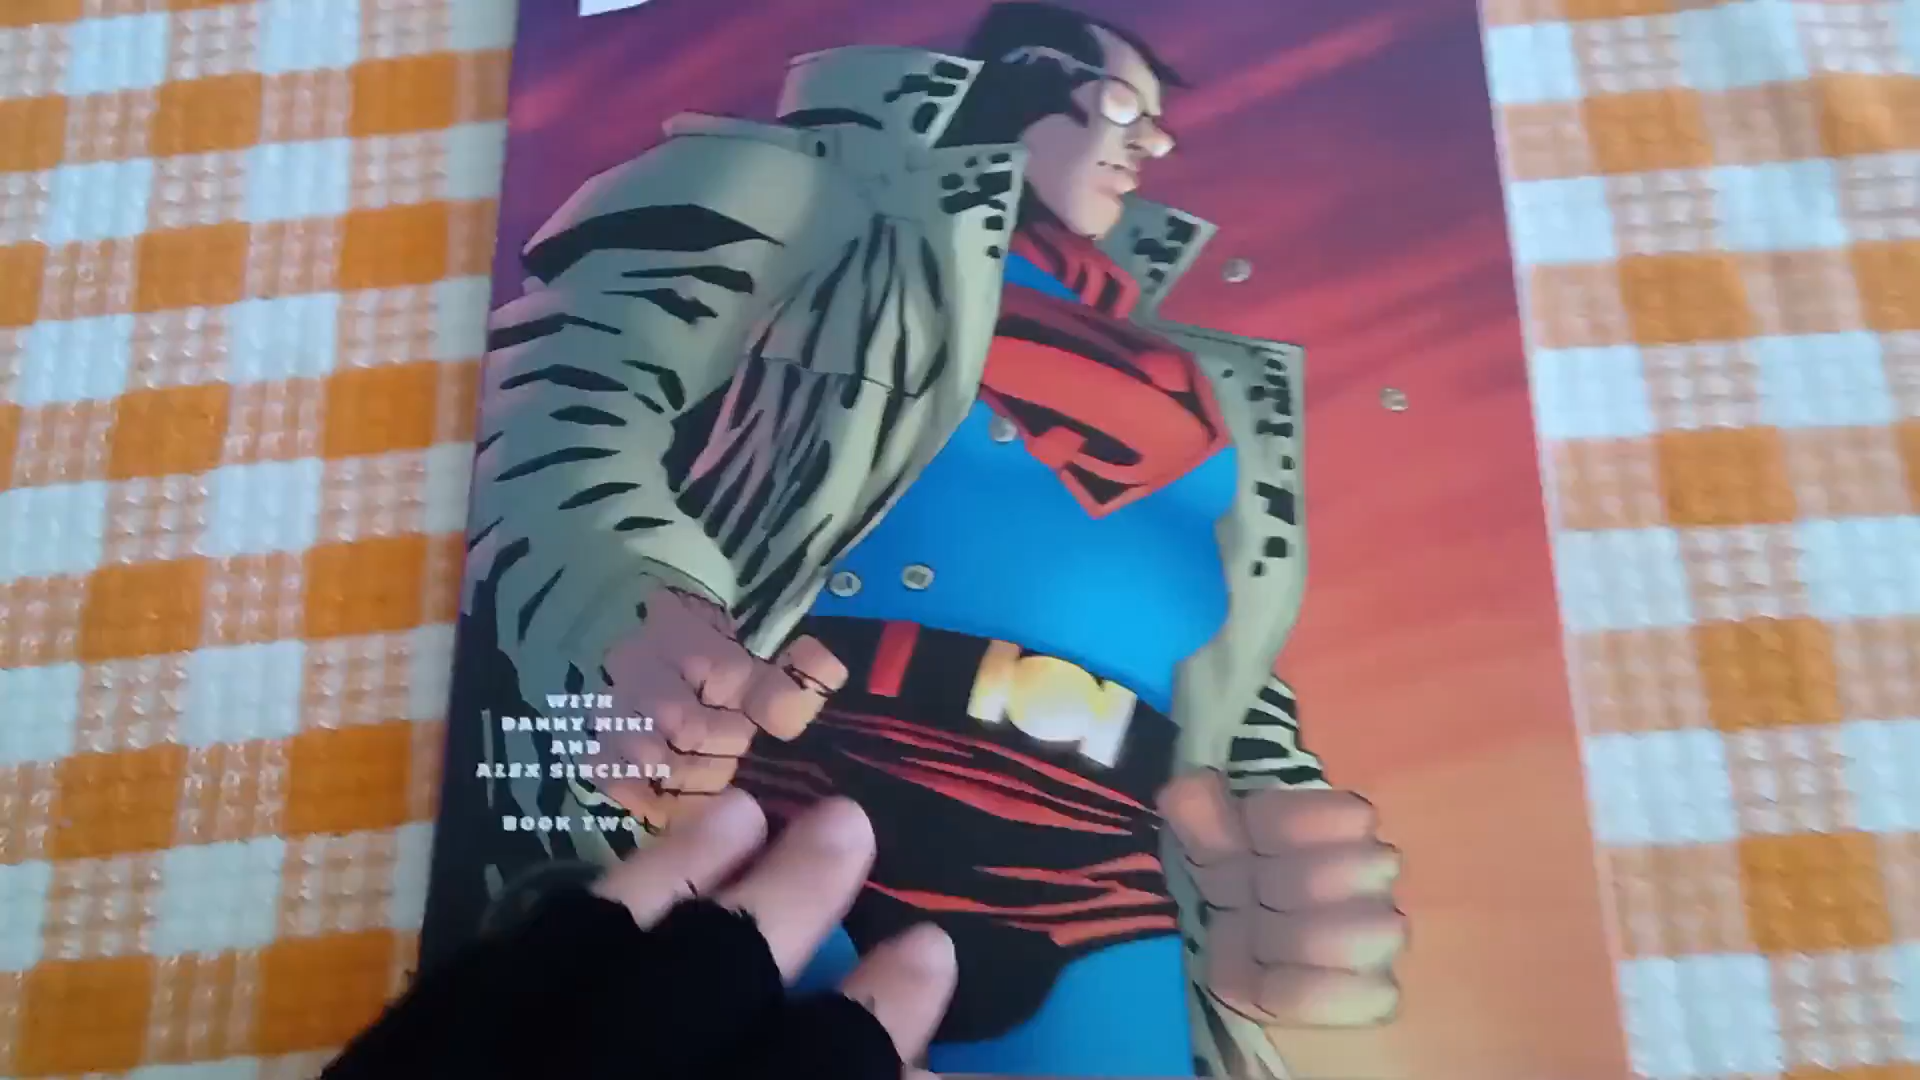 WITH
DANNY MIKI
AND
ALEX SINCLAIR
BOOK TWO